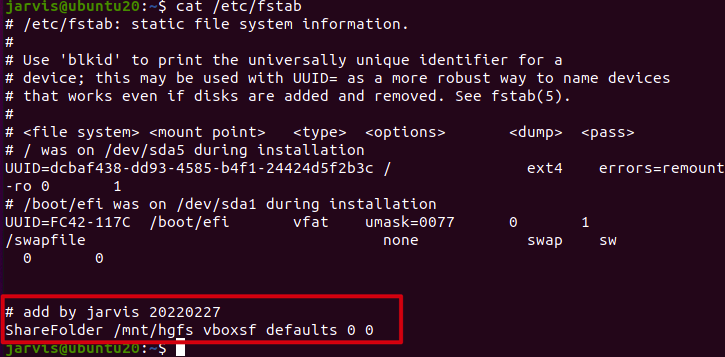 jarvis@ubuntu20:~$ cat /etc/fstab
# /etc/fstab: static file system information.
#
# Use 'blkid' to print the universally unique identifier for a
# device; this may be used with UUID= as a more robust way to name devices
# that works even if disks are added and removed. See fstab(5).
#
# <file system> <mount point>   <type>  <options>       <dump>  <pass>
# / was on /dev/sda5 during installation
UUID=dcbaf438-dd93-4585-b4f1-24424d5f2b3c /               ext4    errors=remount
-ro 0       1
# /boot/efi was on /dev/sda1 during installation
UUID=FC42-117C  /boot/efi       vfat    umask=0077      0       1
/swapfile                                 none            swap    sw
  0       0
# add by jarvis 20220227
ShareFolder /mnt/hgfs vboxsf defaults 0 0
jarvis@ubuntu20:~$